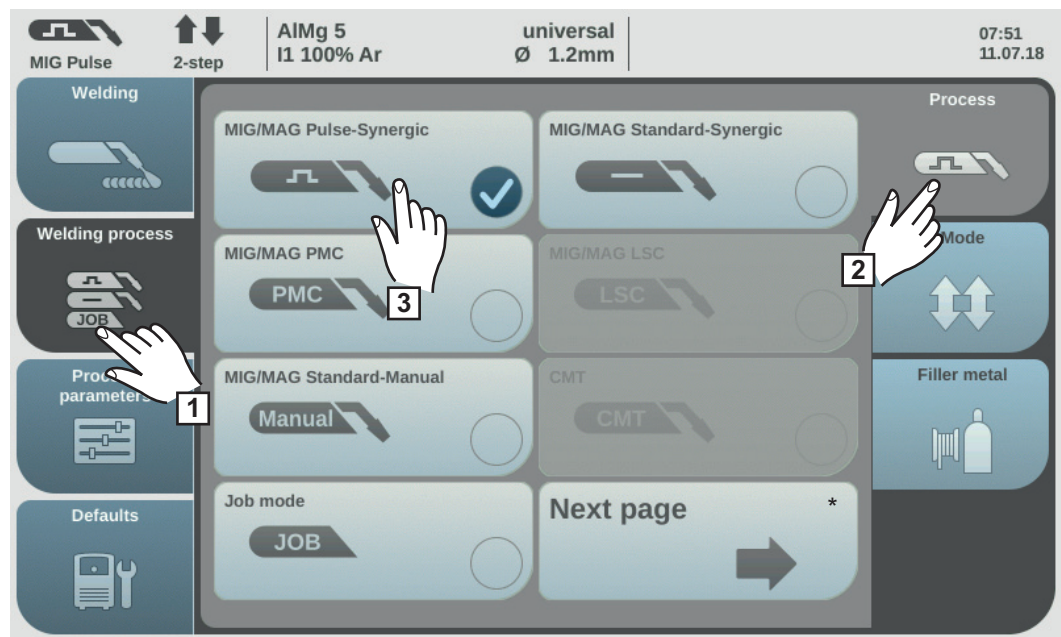 MIG Pulse
2-step
AlMg 5
I1 100% Ar
universal
Ø 1.2mm
07:51
11.07.18
Welding
Welding process
JOB
1
Process
parameters
Defaults
MIG/MAG Pulse-Synergic
MIG/MAG Standard-Synergic
MIG/MAG PMC
PMC
3
MIG/MAG LSC
LSC
MIG/MAG Standard-Manual
Manual
CMT
CMT
Job mode
JOB
Next page *
Process
2
Mode
Filler metal